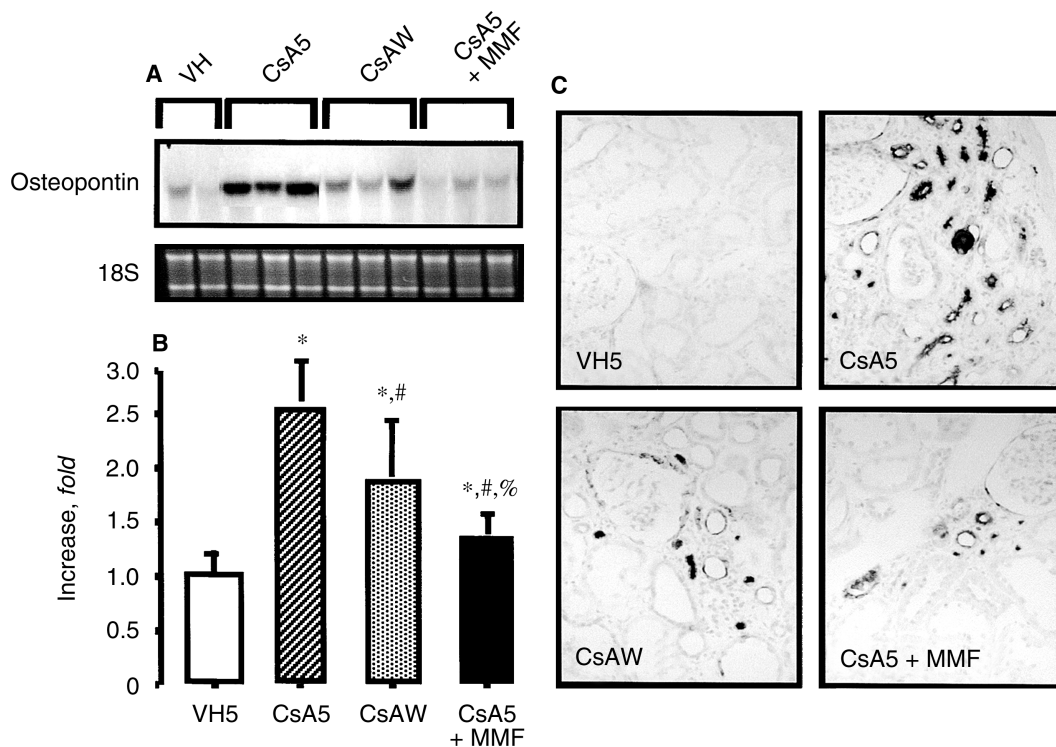 A
VH
CsA5
CsAW
CsA5
+ MMF
Osteopontin
18S
B
*
*,#
*,#,%
3.0
2.5
2.0
1.5
1.0
0.5
0
Increase, fold
VH5
CsA5
CsAW
CsA5
+ MMF
C
VH5
CsA5
CsAW
CsA5 + MMF